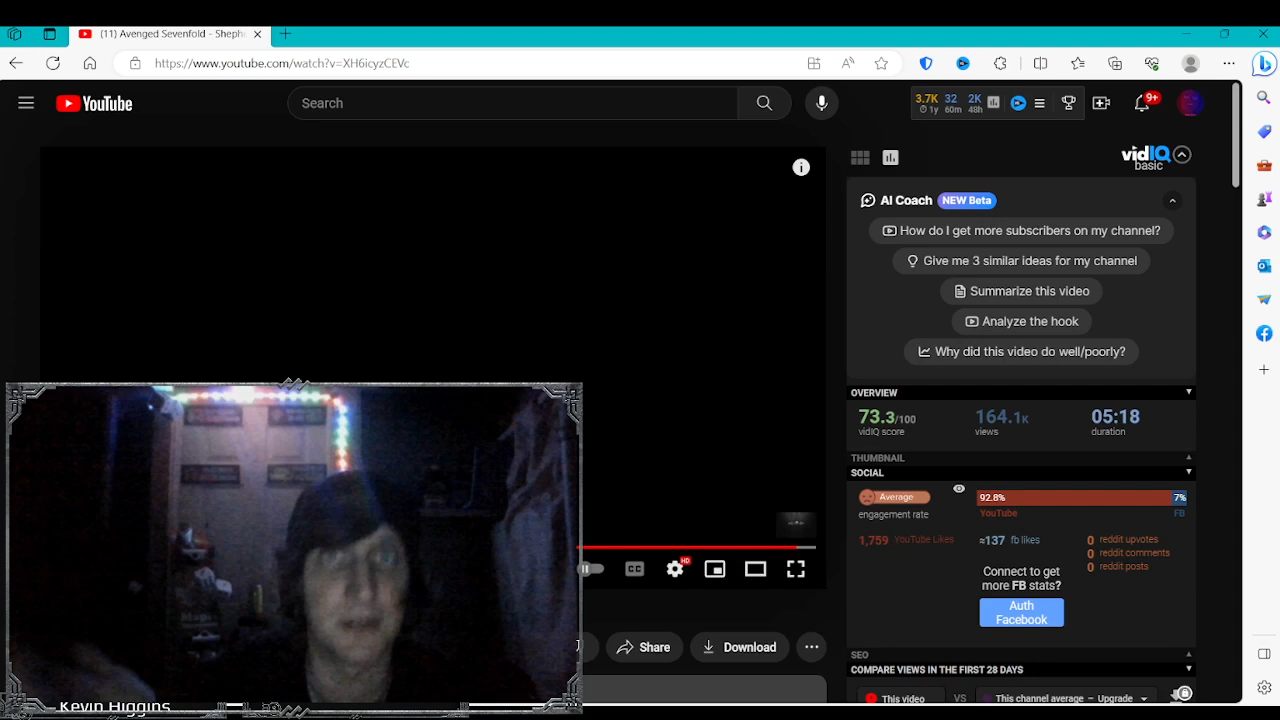 (11) Avenged Sevenfold - Sheph
https://www.youtube.com/watch?v=XH6icyzCEVc
YouTube
Search
3.7K 32 2K
1y 60m 48h
9+
vidIQ
basic
AI Coach NEW Beta
How do I get more subscribers on my channel?
Give me 3 similar ideas for my channel
Summarize this video
Analyze the hook
Why did this video do well/poorly?
OVERVIEW
73.3/100 164.1K 05:18
vidIQ score views duration
THUMBNAIL
SOCIAL
Average 92.8% 7%
engagement rate YouTube FB
1,759 YouTube Likes ≈137 fb likes 0 reddit upvotes
0 reddit comments
0 reddit posts
Connect to get
more FB stats?
Auth
Facebook
CC HD
Share Download
SEO
COMPARE VIEWS IN THE FIRST 28 DAYS
This video VS This channel average – Upgrade
Kevin Higgins